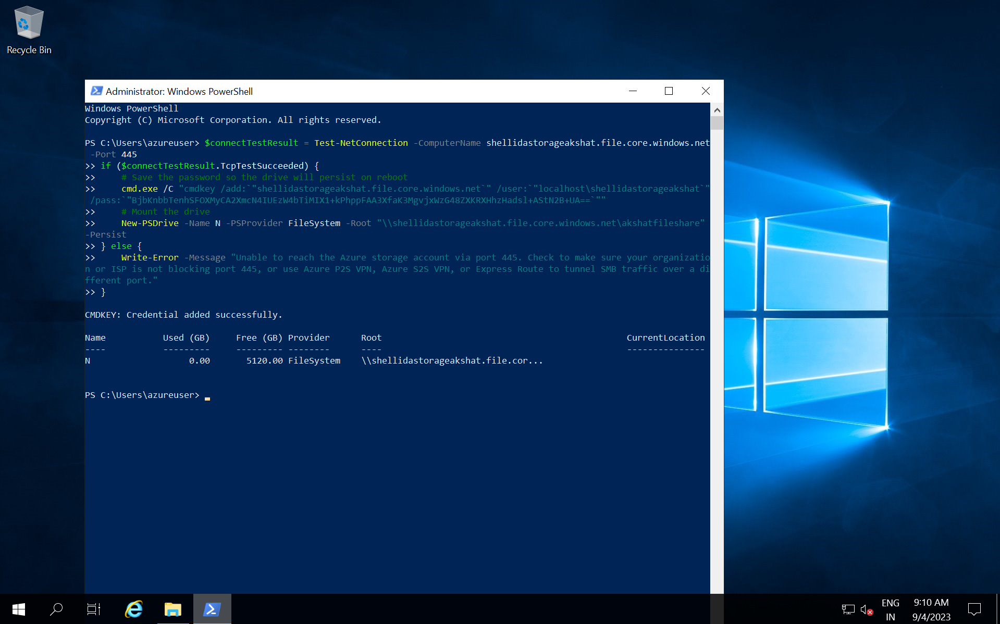 Recycle Bin
Administrator: Windows PowerShell
Windows PowerShell
Copyright (C) Microsoft Corporation. All rights reserved.
PS C:\Users\azureuser> $connectTestResult = Test-NetConnection -ComputerName shellidastorageakshat.file.core.windows.net
-Port 445
>> if ($connectTestResult.TcpTestSucceeded) {
>>     # Save the password so the drive will persist on reboot
>>     cmd.exe /C "cmdkey /add:`"shellidastorageakshat.file.core.windows.net`" /user:`"localhost\shellidastorageakshat`"
/pass:`"BjbKnbbTenhSFOXMyCA2XmcN4IUEzW4bTiMIX1+kPhppFAA3XfaK3MgvjxWzG48ZXKRXHhzHadsl+AStN2B+UA==`""
>>     # Mount the drive
>>     New-PSDrive -Name N -PSProvider FileSystem -Root "\\shellidastorageakshat.file.core.windows.net\akshatfileshare"
-Persist
>> } else {
>>     Write-Error -Message "Unable to reach the Azure storage account via port 445. Check to make sure your organizatio
n or ISP is not blocking port 445, or use Azure P2S VPN, Azure S2S VPN, or Express Route to tunnel SMB traffic over a di
fferent port."
>> }
CMDKEY: Credential added successfully.
Name Used (GB) Free (GB) Provider Root CurrentLocation
---- --------- --------- -------- ---- ---------------
N 0.00 5120.00 FileSystem \\shellidastorageakshat.file.cor...
PS C:\Users\azureuser>
ENG
IN
9:10 AM
9/4/2023